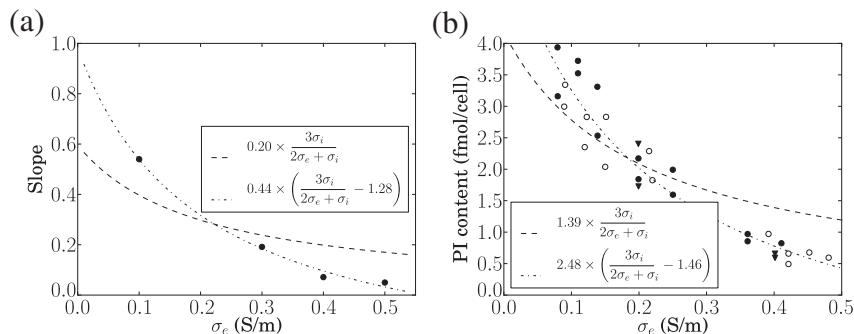 (a)
1.0
0.8
0.6
0.4
0.2
0.0
Slope
0.20 × 3σi / 2σe + σi
0.44 × ( 3σi / 2σe + σi − 1.28 )
0.0 0.1 0.2 0.3 0.4 0.5
σe (S/m)
(b)
4.0
3.5
3.0
2.5
2.0
1.5
1.0
0.5
0.0
PI content (fmol/cell)
1.39 × 3σi / 2σe + σi
2.48 × ( 3σi / 2σe + σi − 1.46 )
0.0 0.1 0.2 0.3 0.4 0.5
σe (S/m)